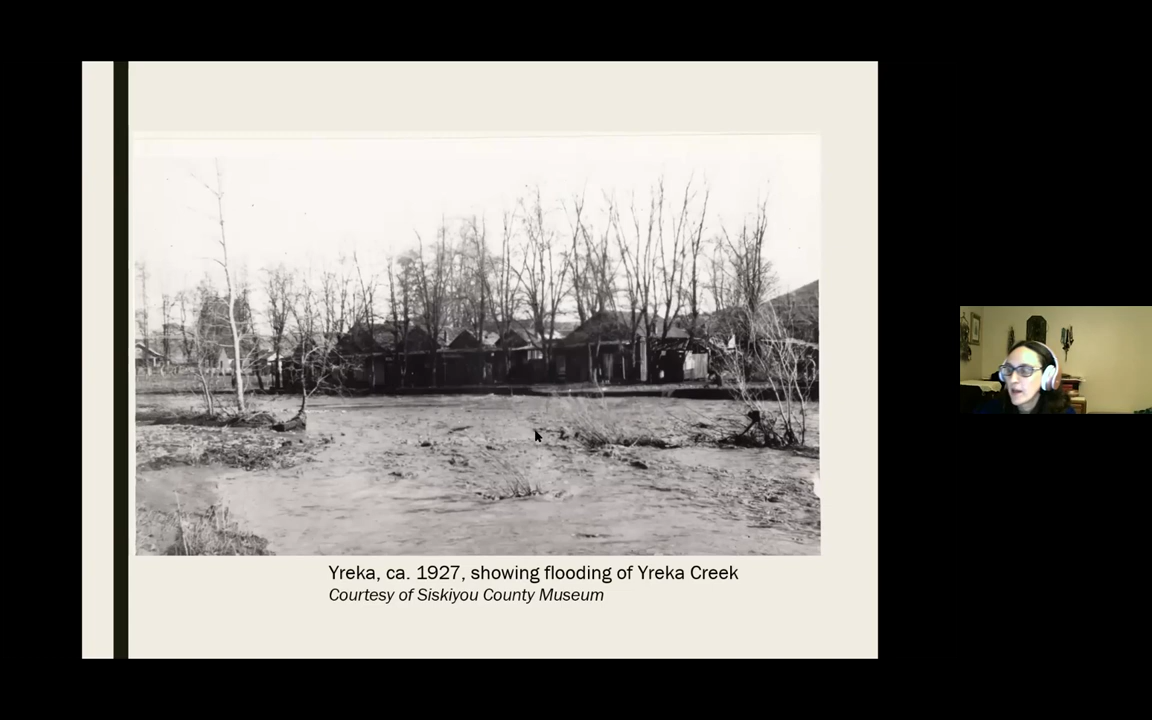 Yreka, ca. 1927, showing flooding of Yreka Creek
Courtesy of Siskiyou County Museum